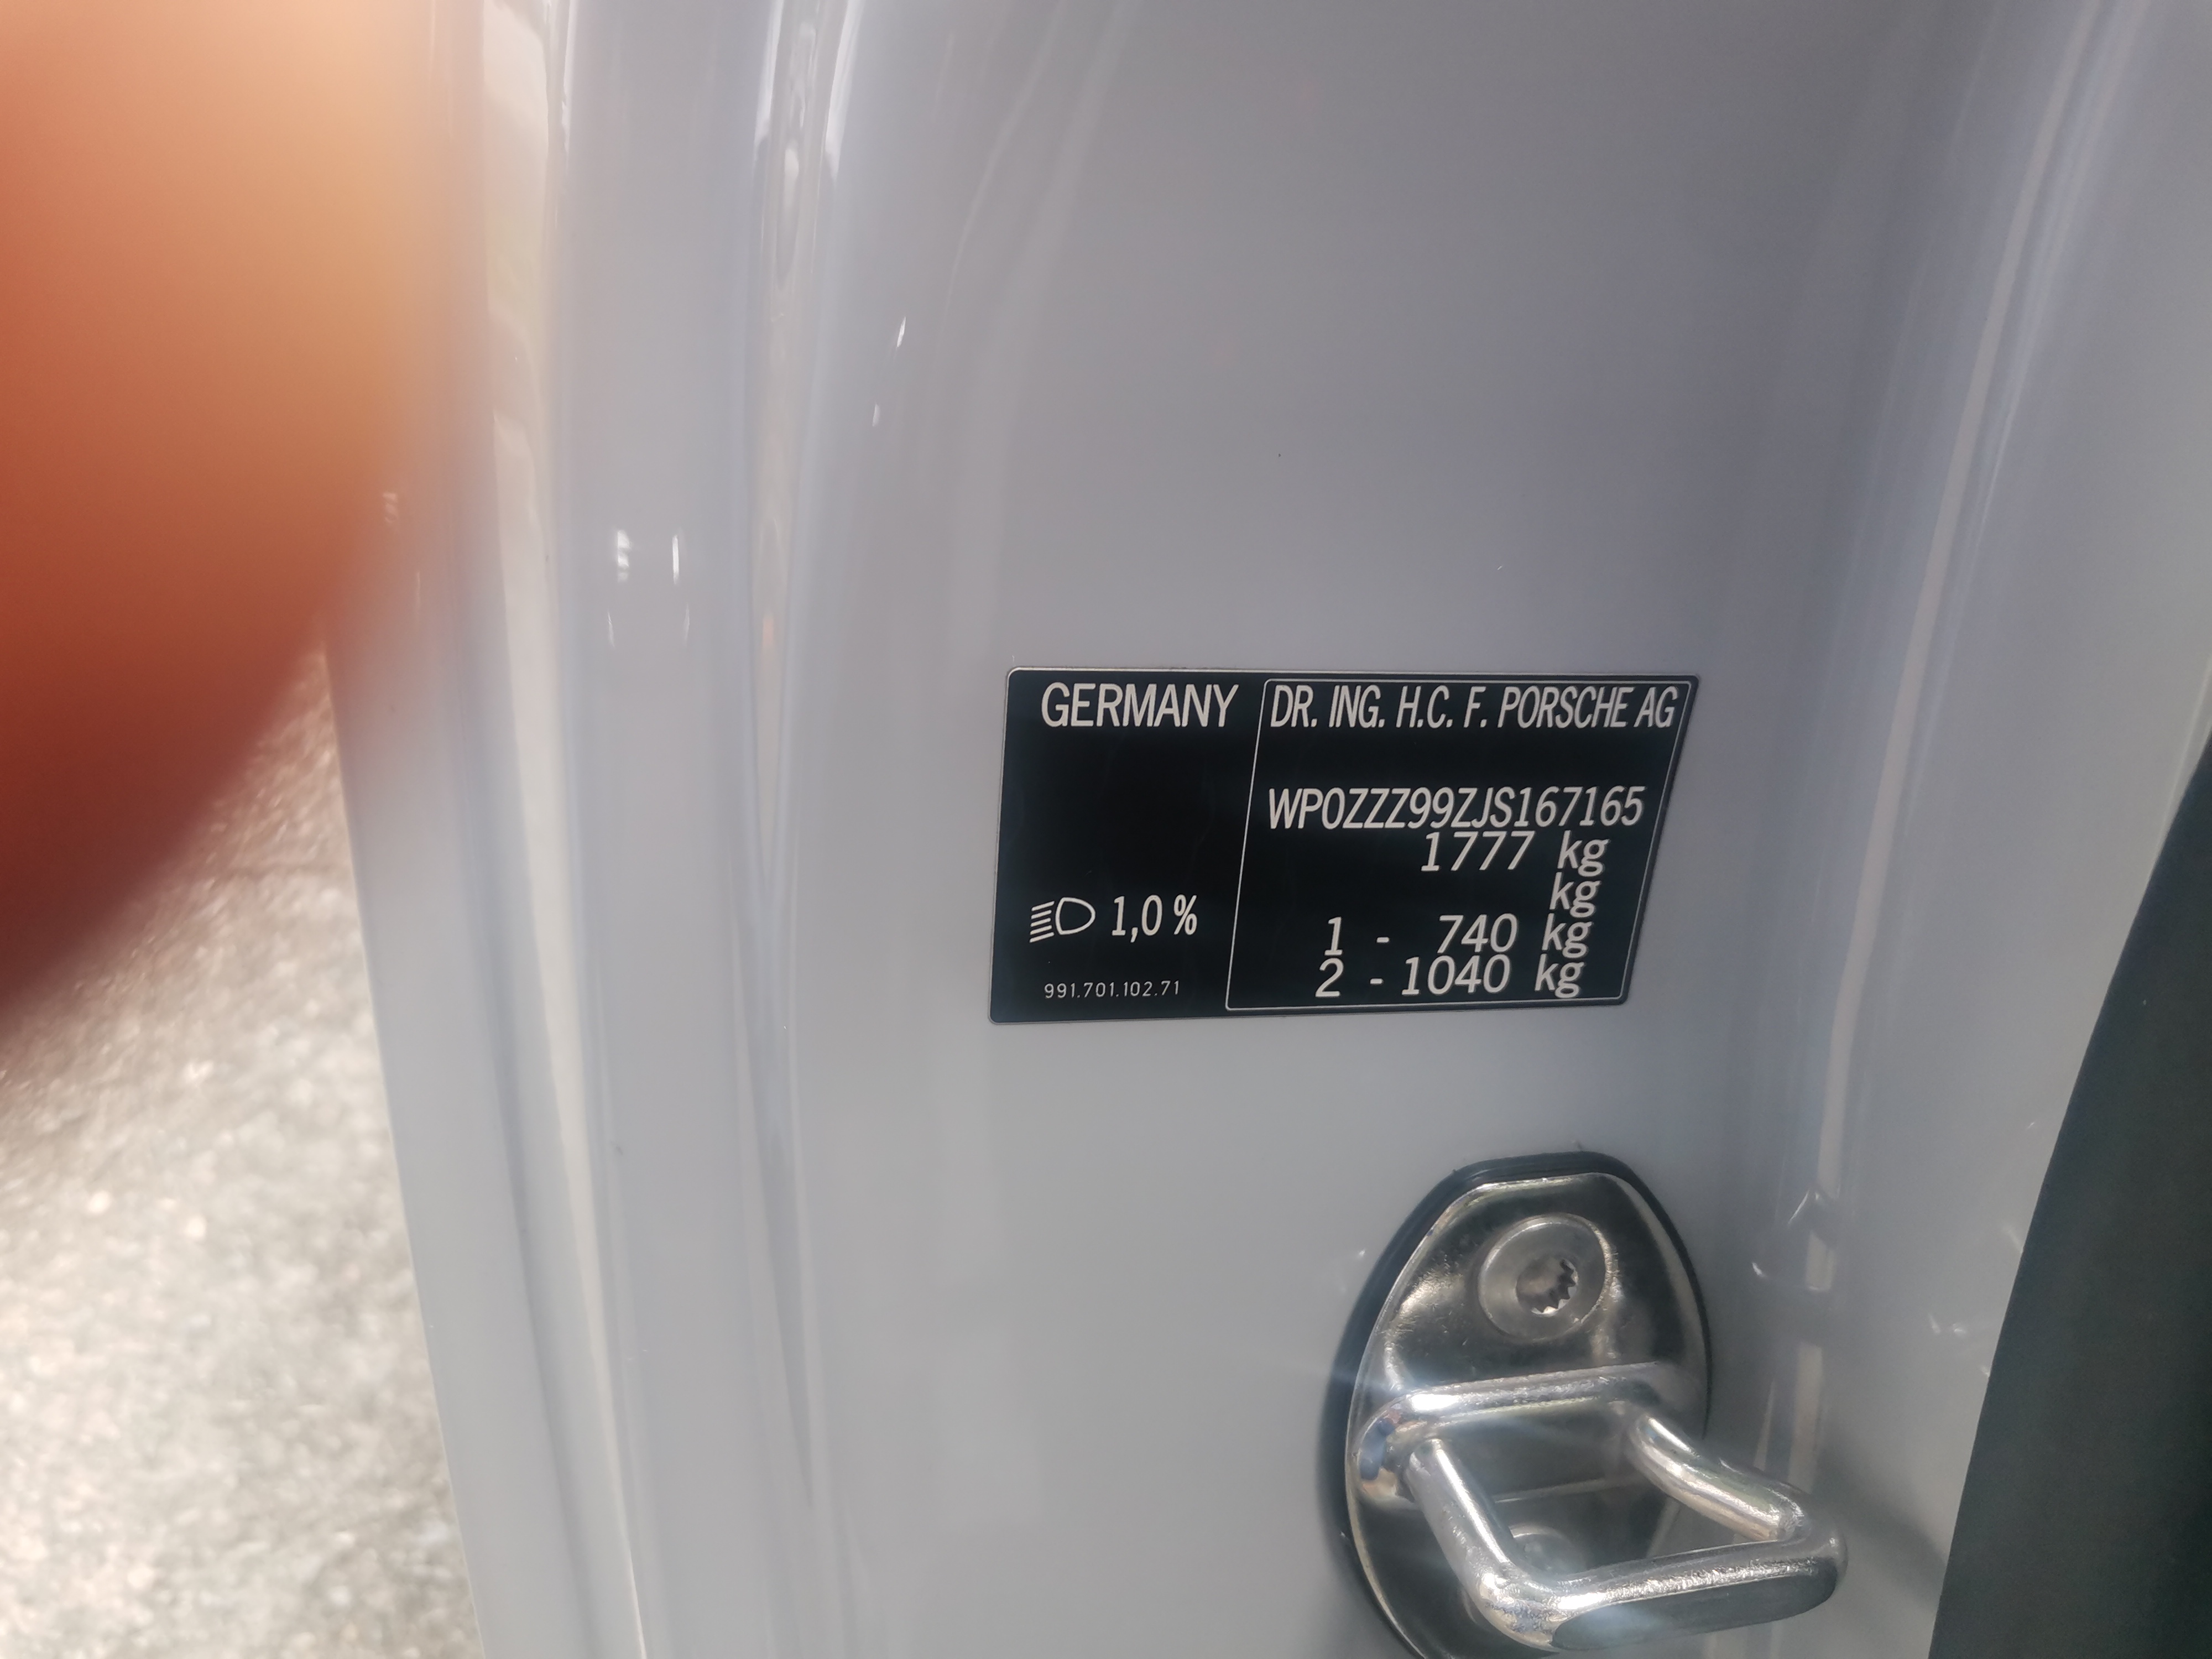 GERMANY
1,0 %
991.701.102.71
DR. ING. H.C. F. PORSCHE AG
WP0ZZZ99ZJS167165
1777 kg
kg
1 - 740 kg
2 - 1040 kg